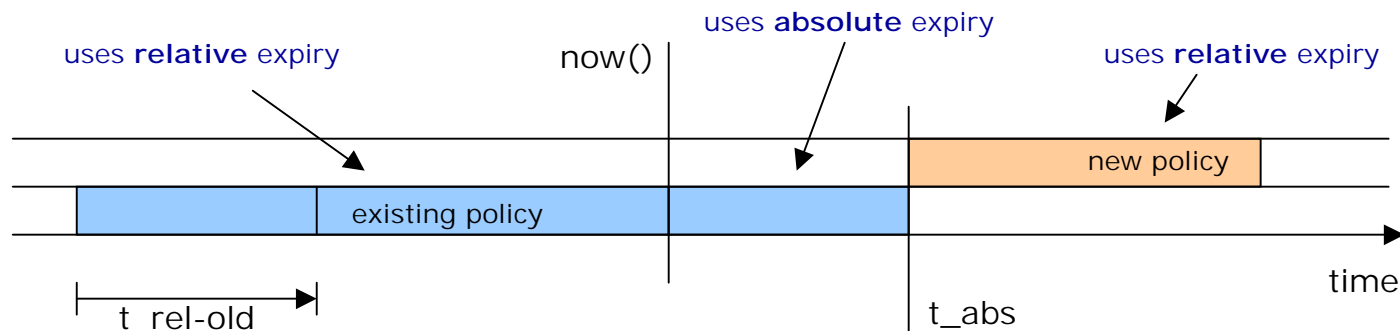 uses absolute expiry
uses relative expiry
now()
uses relative expiry
new policy
existing policy
time
t_rel-old
t_abs